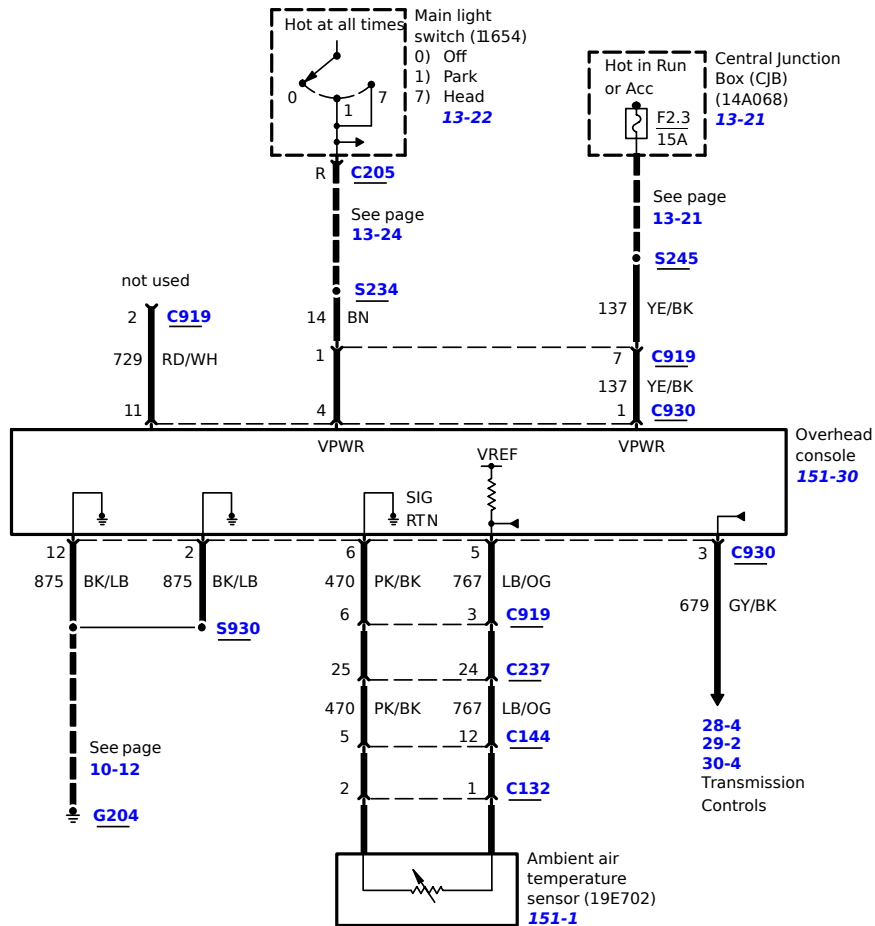 Hot at all times
Main light
switch (11654)
0) Off
1) Park
7) Head
13-22
0
1
7
Hot in Run
or Acc
F2.3
15A
Central Junction
Box (CJB)
(14A068)
13-21
R
C205
See page
13-24
S234
See page
13-21
S245
not used
2
C919
729
RD/WH
11
14
BN
1
4
137
YE/BK
7
C919
137
YE/BK
1
C930
VPWR
VREF
VPWR
SIG
RTN
Overhead
console
151-30
12
2
6
5
3
C930
875
BK/LB
875
BK/LB
470
PK/BK
767
LB/OG
679
GY/BK
6
3
C919
S930
25
24
C237
470
PK/BK
767
LB/OG
5
12
C144
2
1
C132
See page
10-12
G204
28-4
29-2
30-4
Transmission
Controls
Ambient air
temperature
sensor (19E702)
151-1